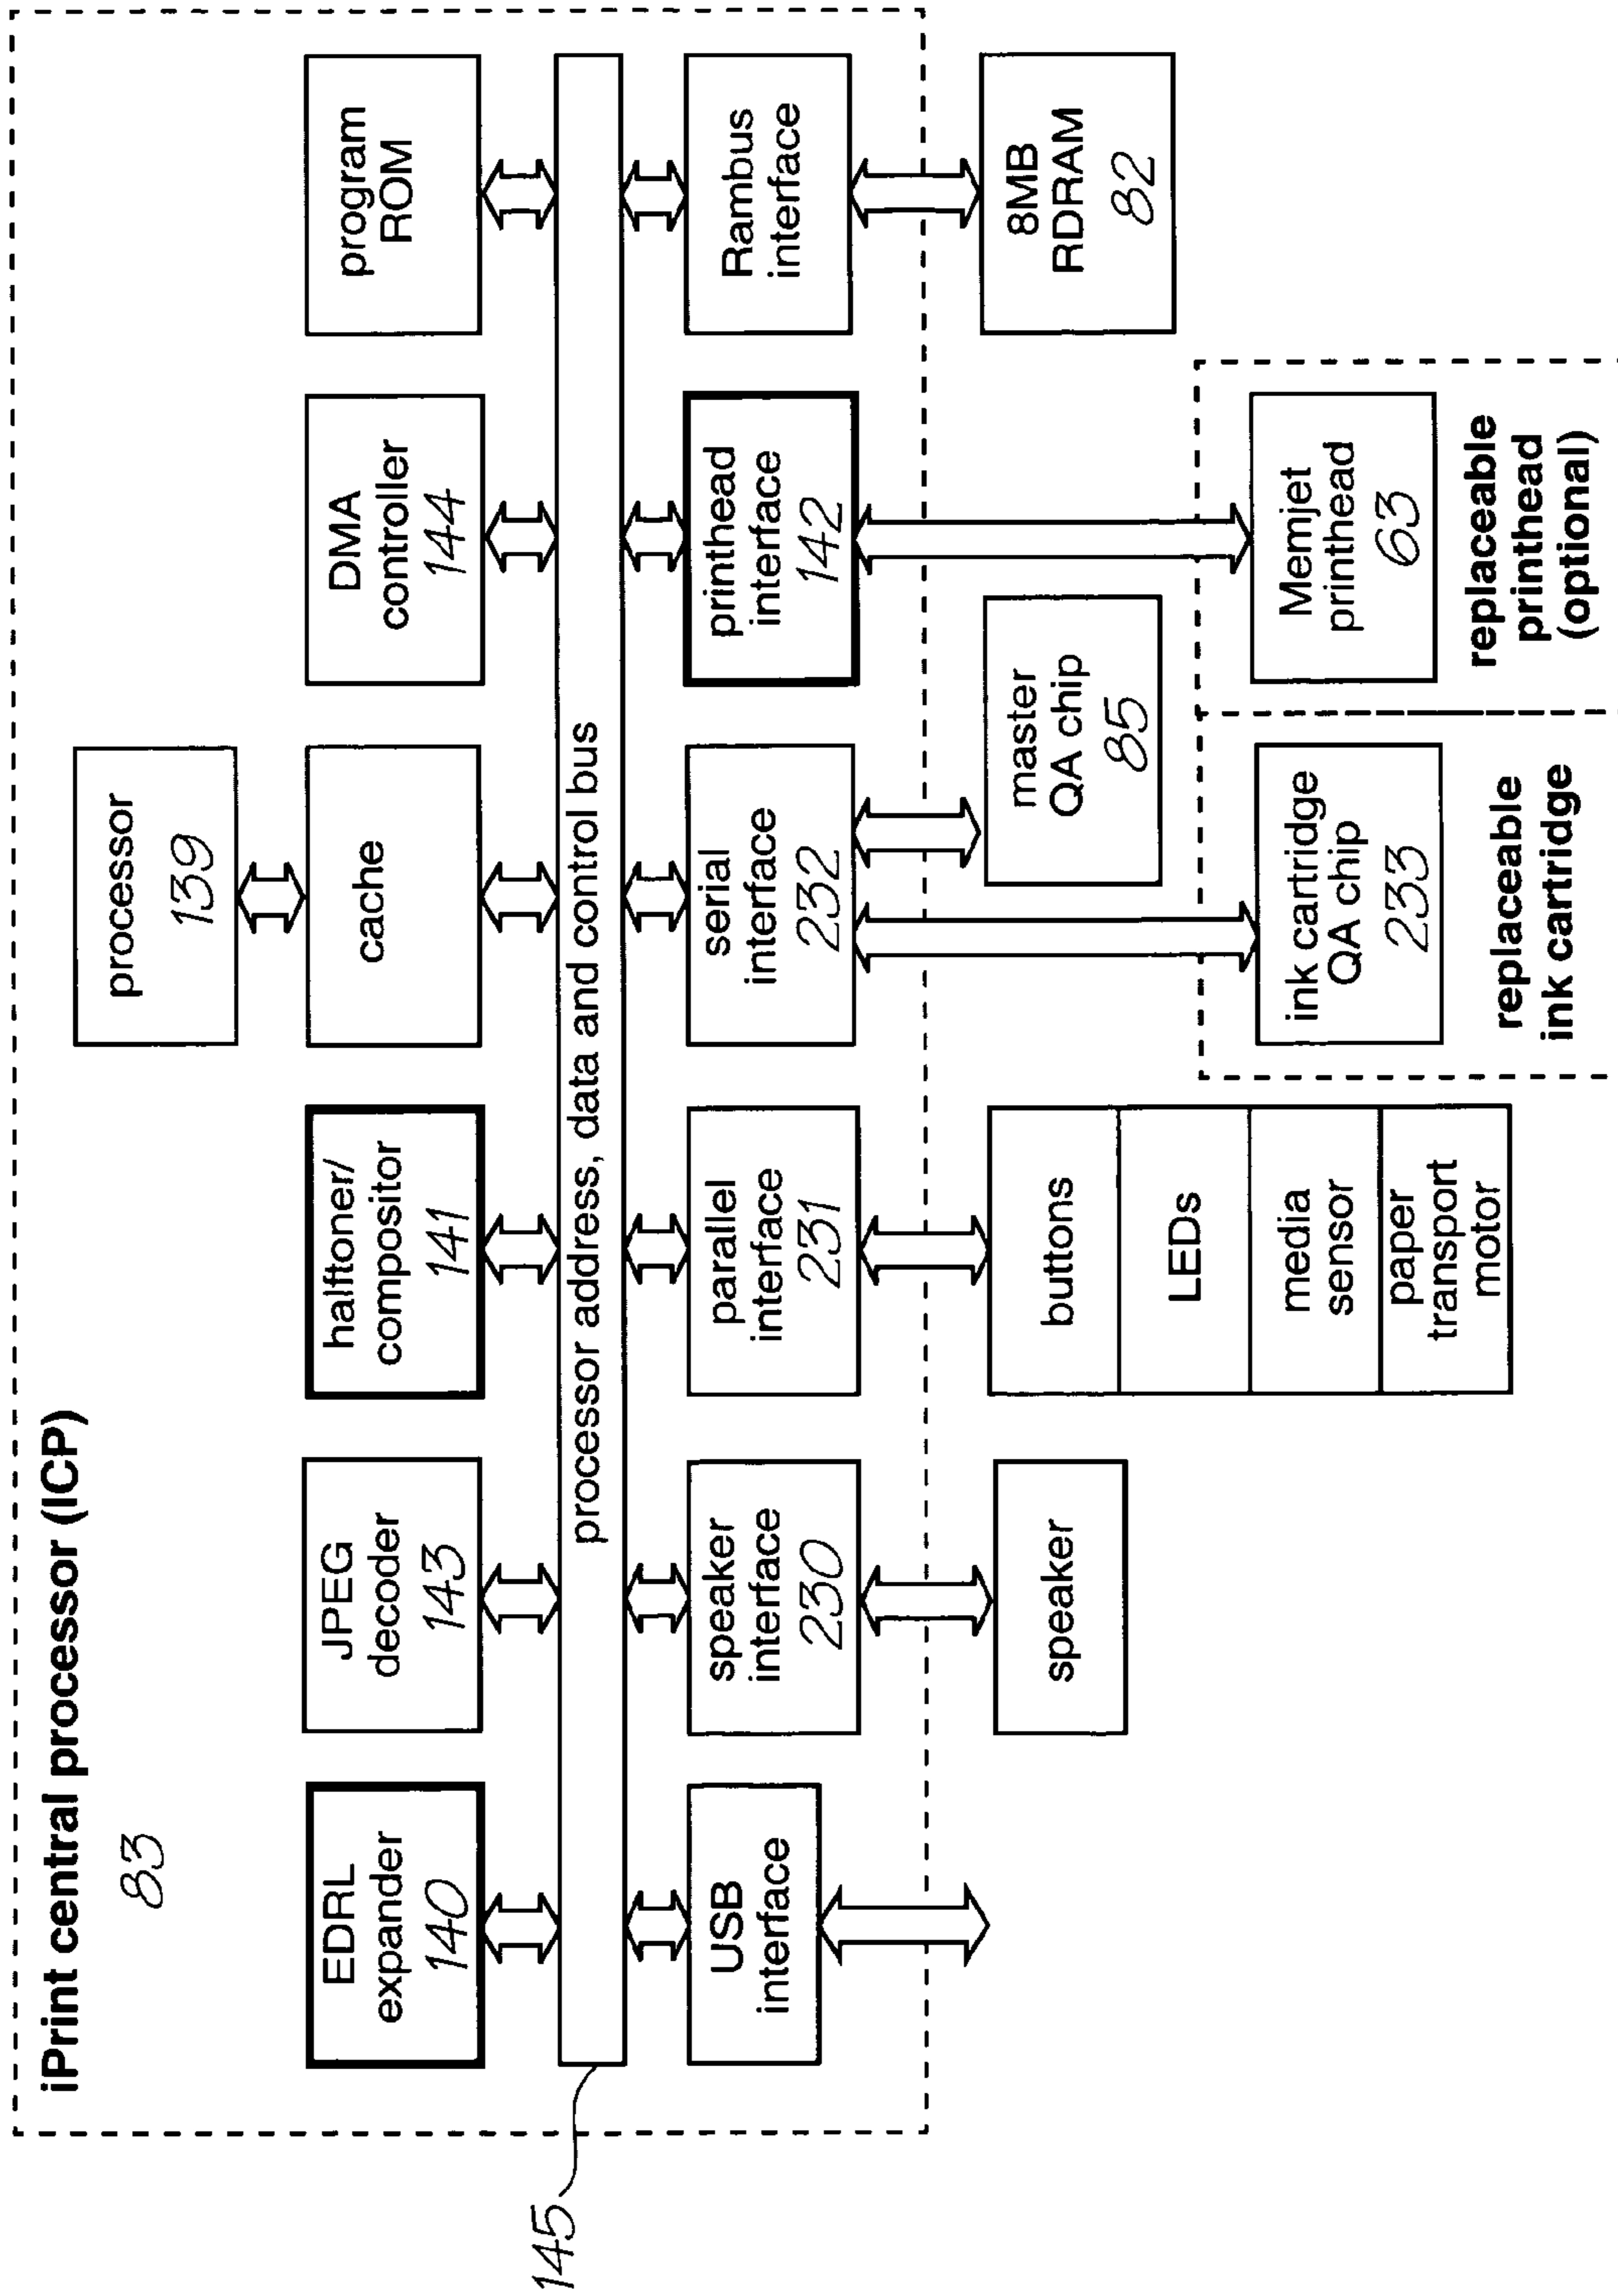 iPrint central processor (ICP)
83
processor
139
EDRL
expander
140
JPEG
decoder
143
halftoner/
compositor
141
cache
DMA
controller
144
program
ROM
145
processor address, data and control bus
USB
interface
speaker
interface
230
parallel
interface
231
serial
interface
232
printhead
interface
142
Rambus
interface
speaker
buttons
LEDs
media
sensor
paper
transport
motor
master
QA chip
85
8MB
RDRAM
82
ink cartridge
QA chip
233
replaceable
ink cartridge
Memjet
printhead
63
replaceable
printhead
(optional)